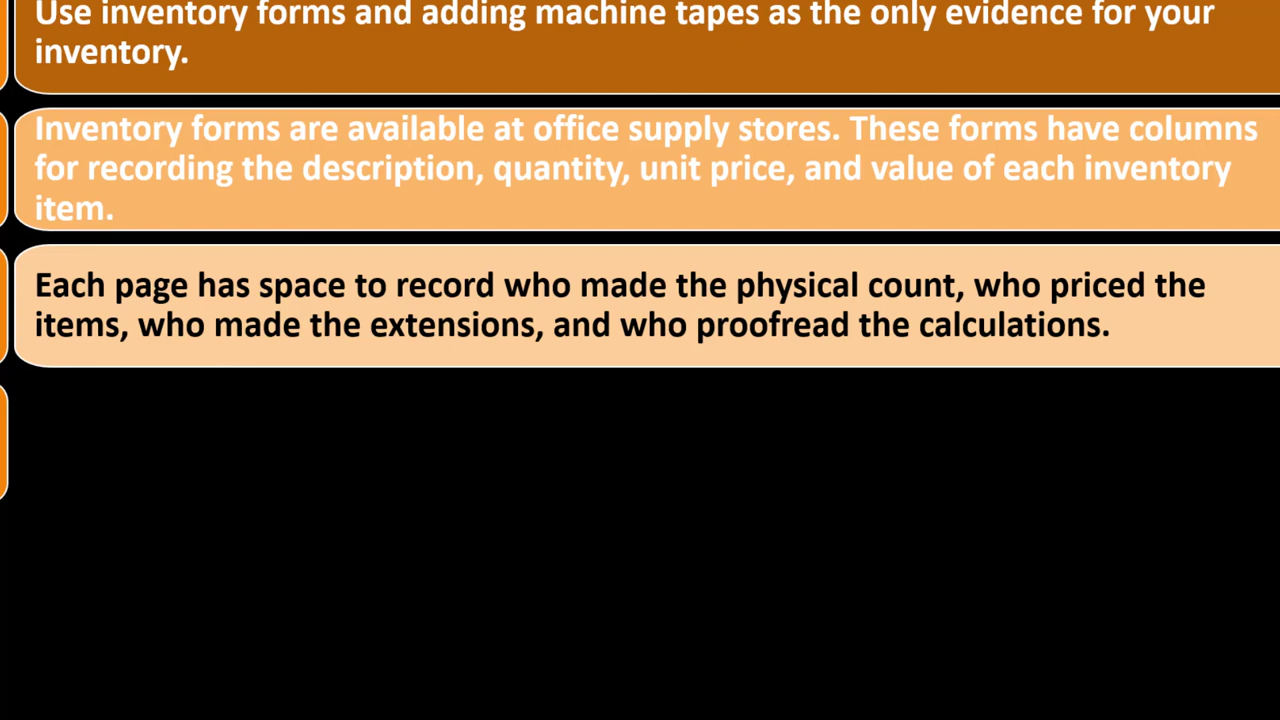 Use inventory forms and adding machine tapes as the only evidence for your
inventory.
Inventory forms are available at office supply stores. These forms have columns
for recording the description, quantity, unit price, and value of each inventory
item.
Each page has space to record who made the physical count, who priced the
items, who made the extensions, and who proofread the calculations.